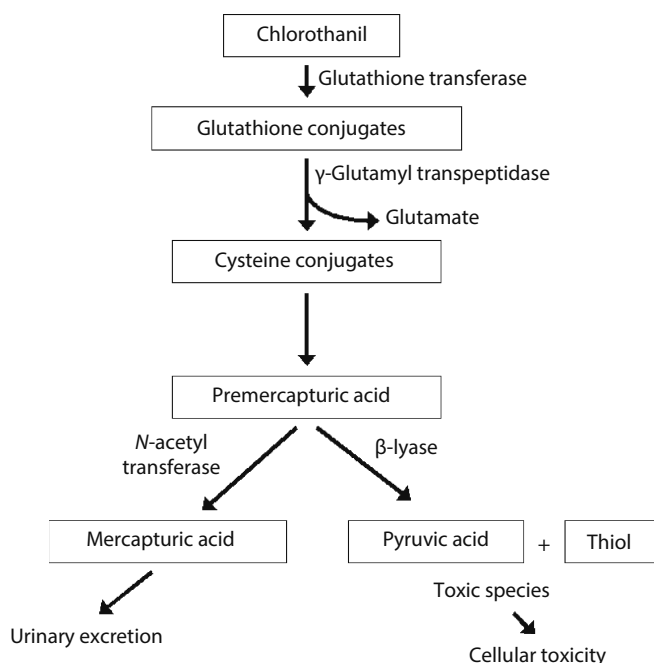 Chlorothanil
Glutathione transferase
Glutathione conjugates
γ-Glutamyl transpeptidase
Glutamate
Cysteine conjugates
Premercapturic acid
N-acetyl
transferase
β-lyase
Mercapturic acid
Pyruvic acid + Thiol
Toxic species
Urinary excretion
Cellular toxicity